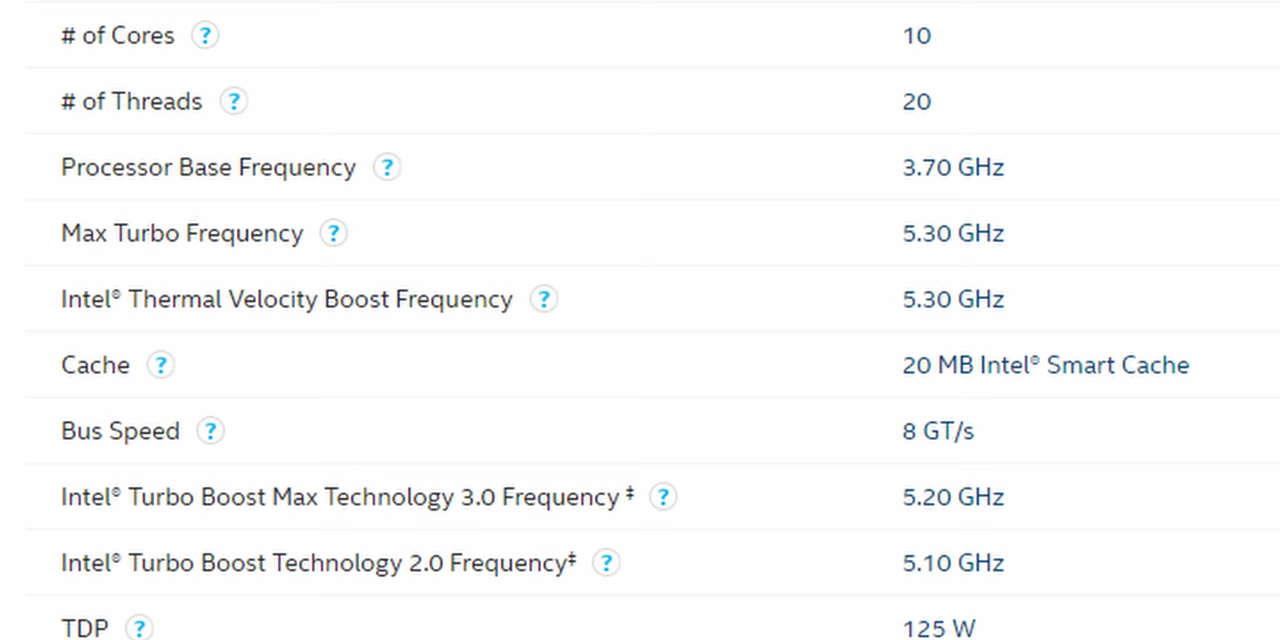 # of Cores ? 10
# of Threads ? 20
Processor Base Frequency ? 3.70 GHz
Max Turbo Frequency ? 5.30 GHz
Intel® Thermal Velocity Boost Frequency ? 5.30 GHz
Cache ? 20 MB Intel® Smart Cache
Bus Speed ? 8 GT/s
Intel® Turbo Boost Max Technology 3.0 Frequency ‡ ? 5.20 GHz
Intel® Turbo Boost Technology 2.0 Frequency‡ ? 5.10 GHz
TDP ? 125 W